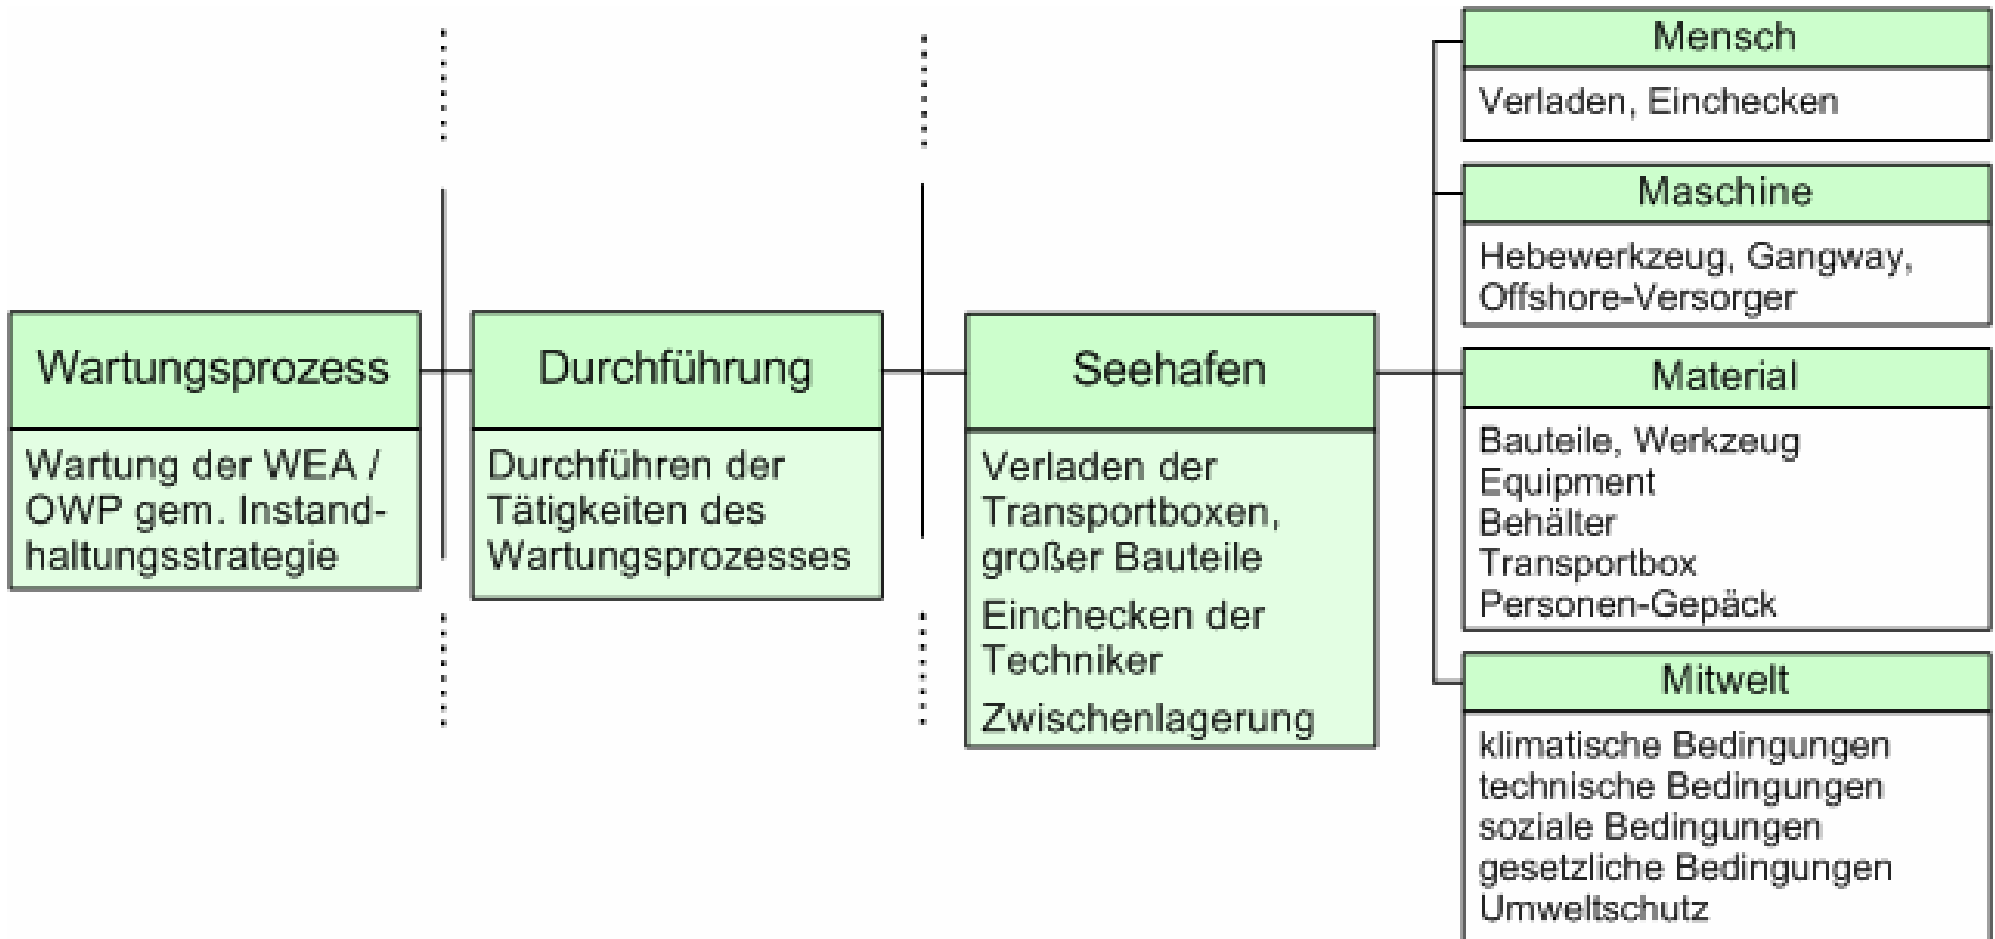 Wartungsprozess
Wartung der WEA /
OWP gem. Instand-
haltungsstrategie
Durchführung
Durchführen der
Tätigkeiten des
Wartungsprozesses
Seehafen
Verladen der
Transportboxen,
großer Bauteile
Einchecken der
Techniker
Zwischenlagerung
Mensch
Verladen, Einchecken
Maschine
Hebewerkzeug, Gangway,
Offshore-Versorger
Material
Bauteile, Werkzeug
Equipment
Behälter
Transportbox
Personen-Gepäck
Mitwelt
klimatische Bedingungen
technische Bedingungen
soziale Bedingungen
gesetzliche Bedingungen
Umweltschutz